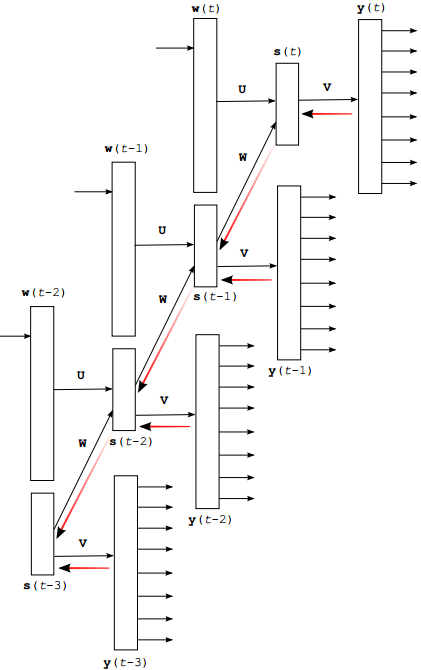 w(t)
y(t)
s(t)
U
V
W
w(t-1)
U
V
W
s(t-1)
w(t-2)
y(t-1)
U
V
W
s(t-2)
y(t-2)
V
s(t-3)
y(t-3)